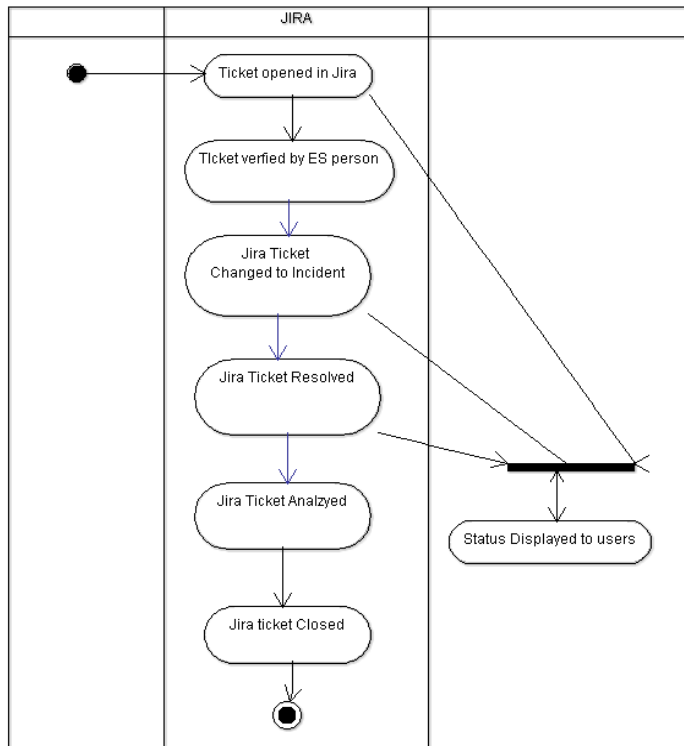 JIRA
Ticket opened in Jira
TIcket verfied by ES person
Jira Ticket
Changed to Incident
Jira Ticket Resolved
Jira Ticket Analzyed
Status Displayed to users
Jira ticket Closed